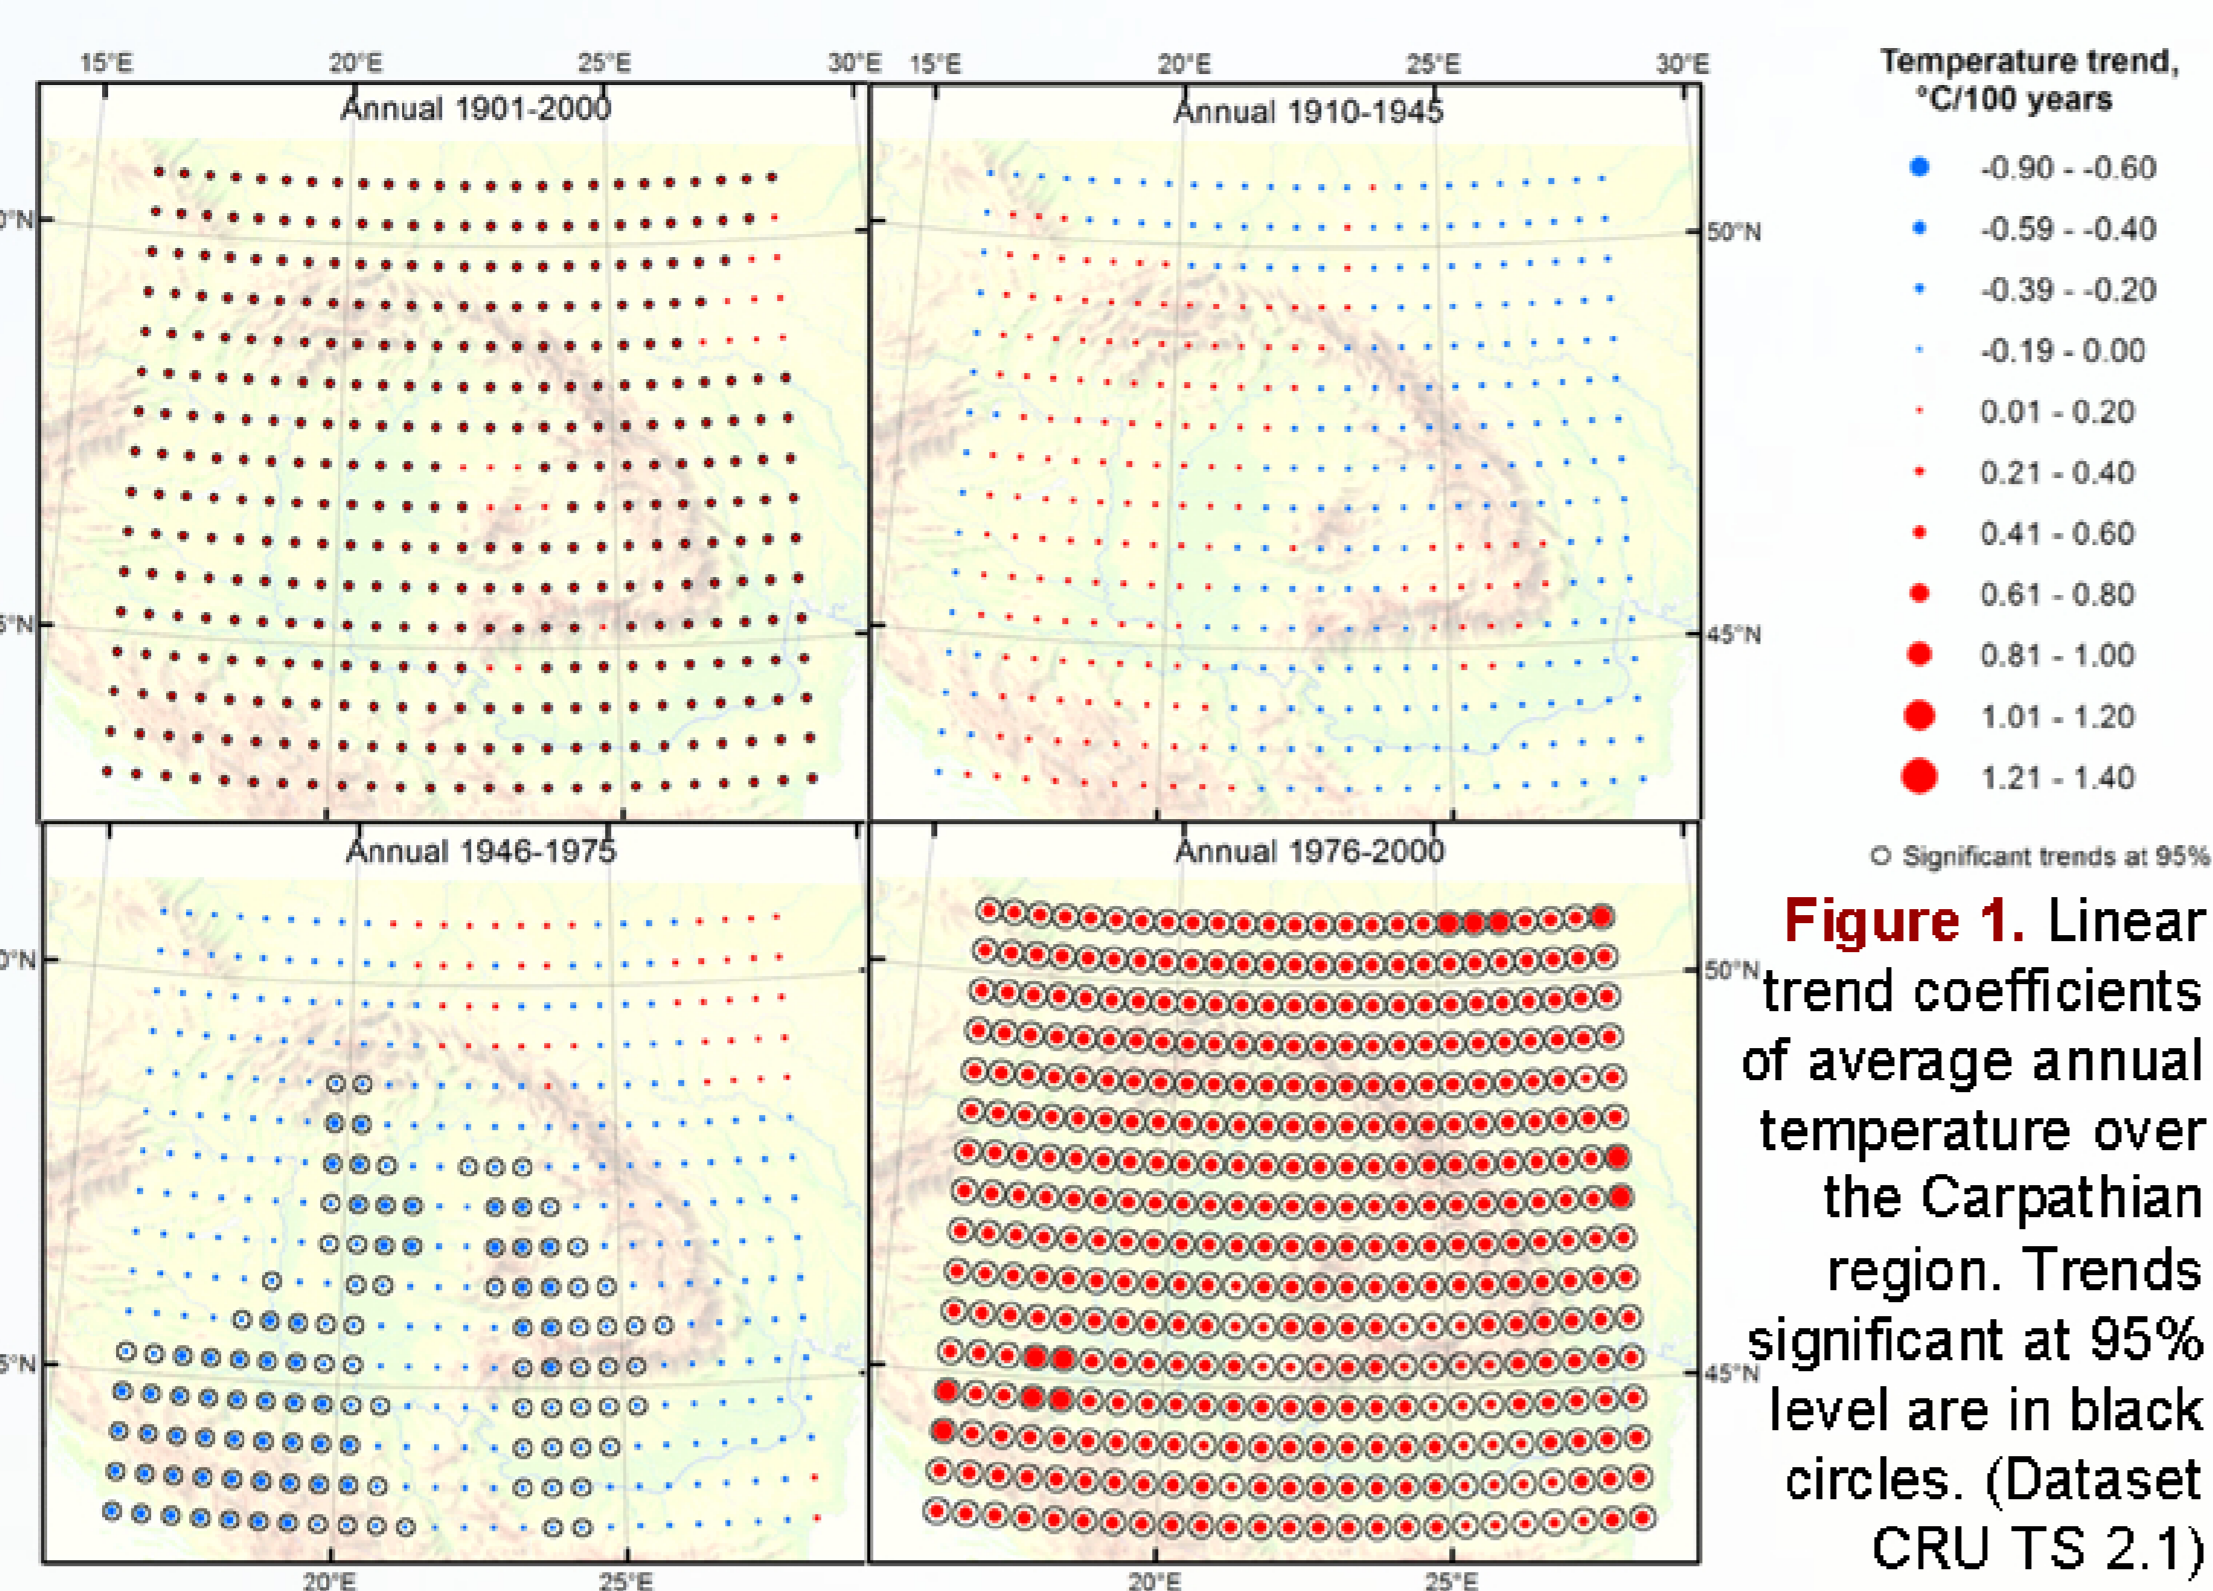 15°E 20°E 25°E 30°E 15°E 20°E 25°E 30°E
Annual 1901-2000
Annual 1910-1945
0°N
50°N
5°N
45°N
Annual 1946-1975
Annual 1976-2000
0°N
50°N
5°N
45°N
20°E 25°E 20°E 25°E
Temperature trend,
°C/100 years
-0.90 - -0.60
-0.59 - -0.40
-0.39 - -0.20
-0.19 - 0.00
0.01 - 0.20
0.21 - 0.40
0.41 - 0.60
0.61 - 0.80
0.81 - 1.00
1.01 - 1.20
1.21 - 1.40
Significant trends at 95%
Figure 1. Linear
trend coefficients
of average annual
temperature over
the Carpathian
region. Trends
significant at 95%
level are in black
circles. (Dataset
CRU TS 2.1)